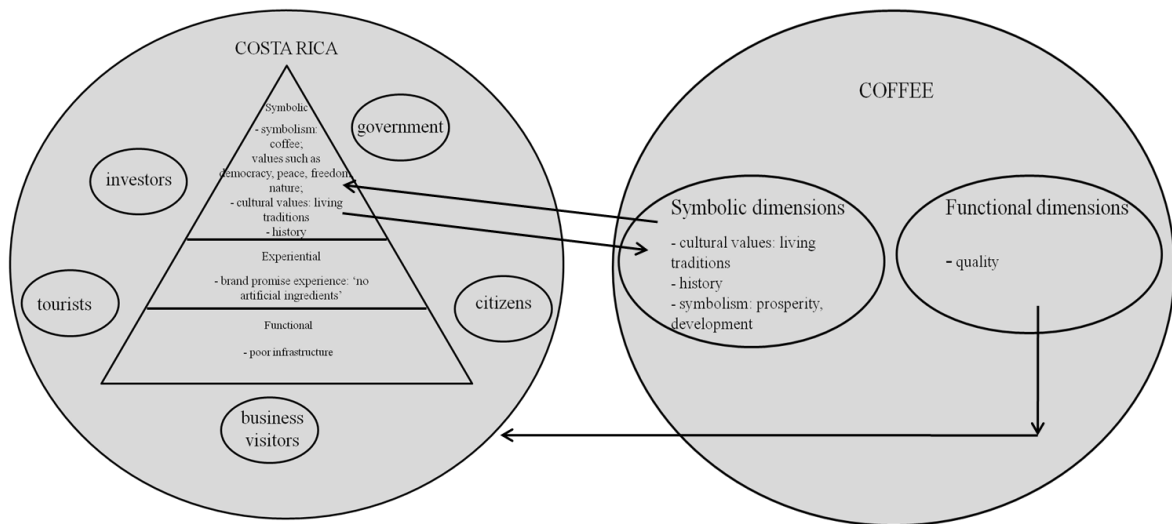 COSTA RICA
Symbolic
- symbolism:
coffee;
values such as
democracy, peace, freedom,
nature;
- cultural values: living
traditions
- history
Experiential
- brand promise experience: ‘no
artificial ingredients’
Functional
- poor infrastructure
government
investors
tourists
citizens
business
visitors
COFFEE
Symbolic dimensions
- cultural values: living
traditions
- history
- symbolism: prosperity,
development
Functional dimensions
- quality